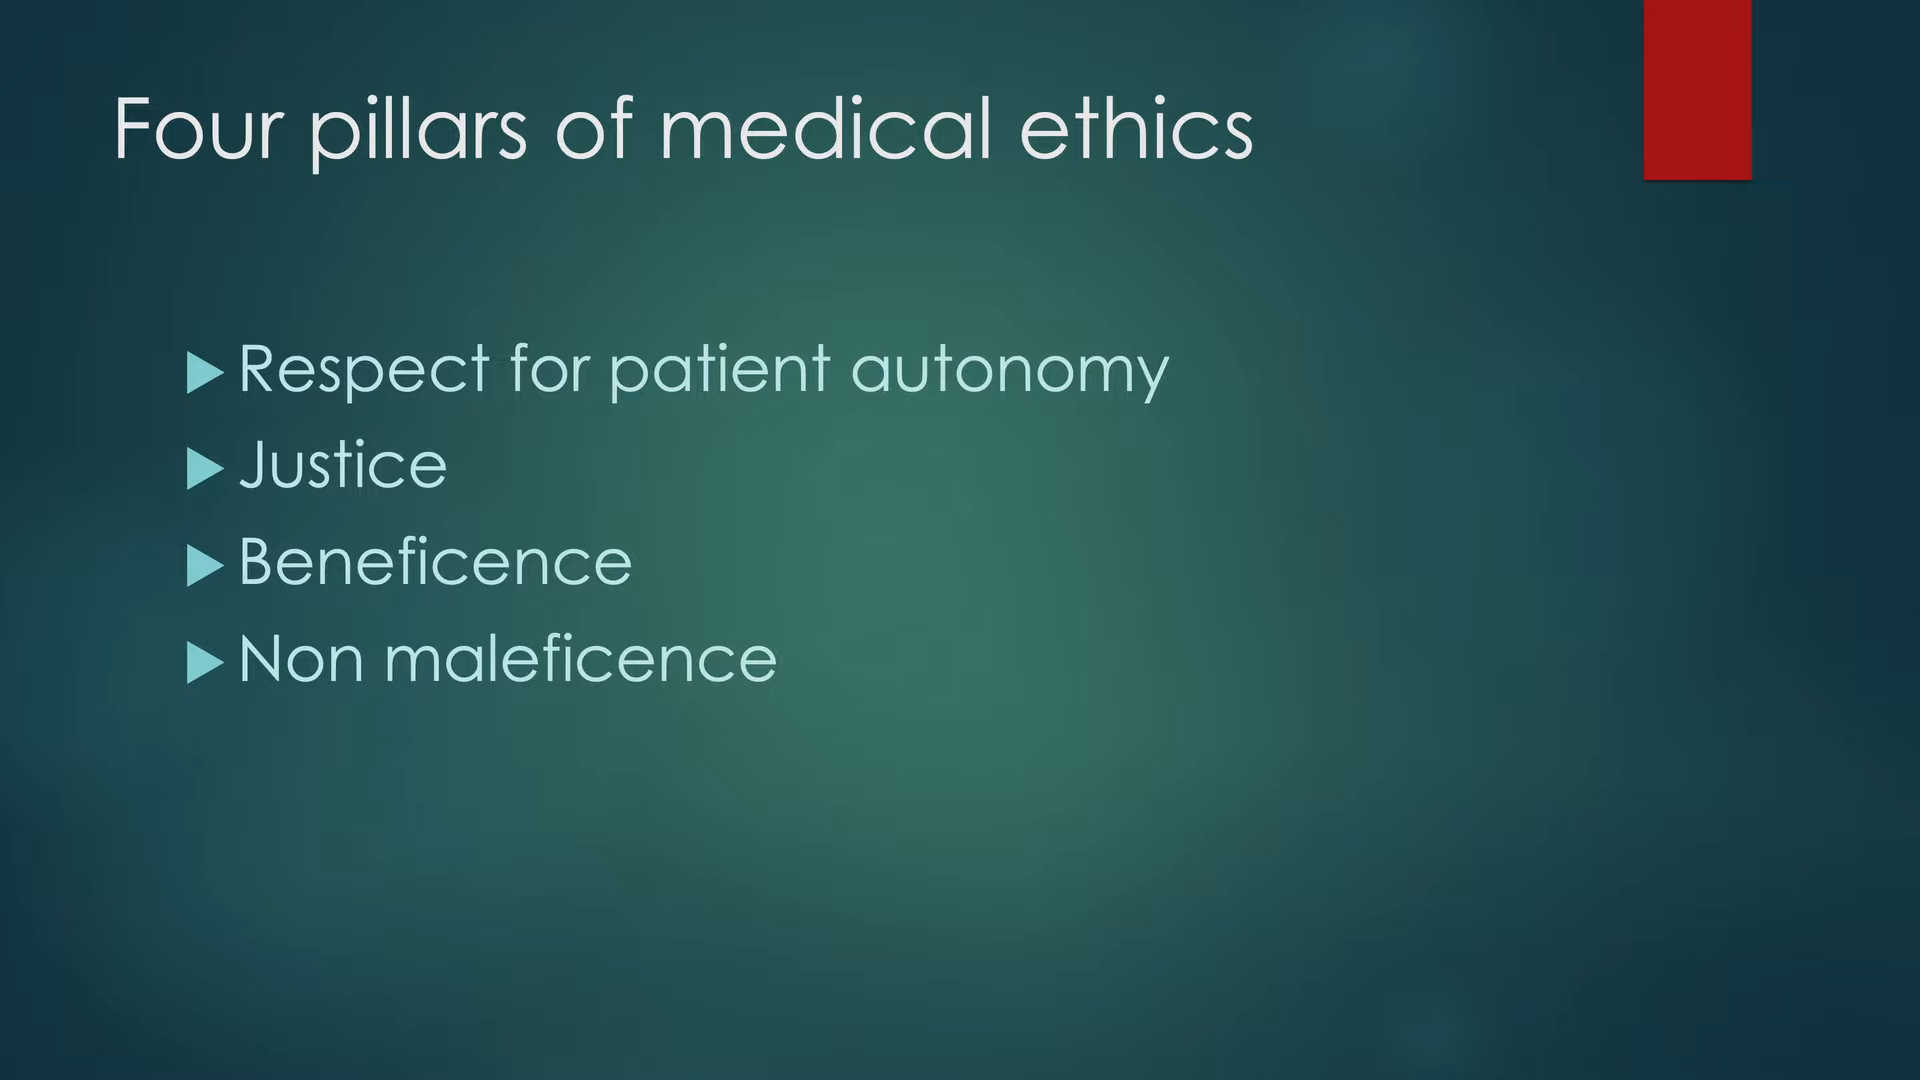 Four pillars of medical ethics
Respect for patient autonomy
Justice
Beneficence
Non maleficence